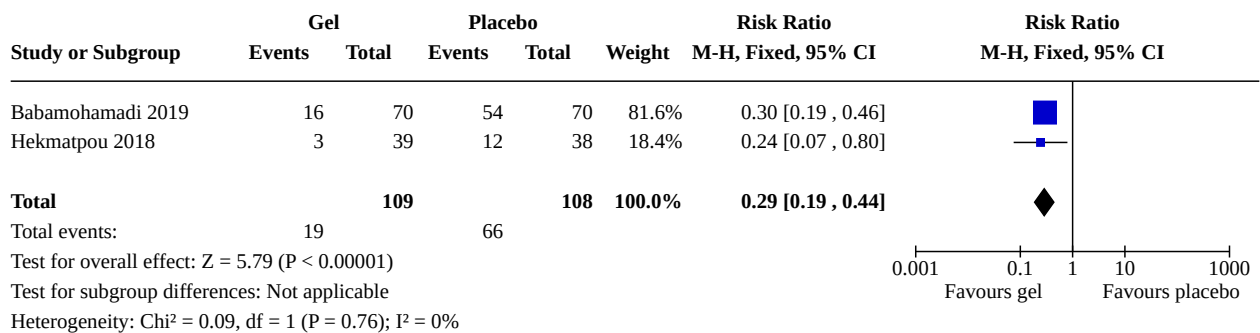 Gel Placebo Risk Ratio Risk Ratio
Study or Subgroup Events Total Events Total Weight M-H, Fixed, 95% CI M-H, Fixed, 95% CI
Babamohamadi 2019 16 70 54 70 81.6% 0.30 [0.19 , 0.46]
Hekmatpou 2018 3 39 12 38 18.4% 0.24 [0.07 , 0.80]
Total 109 108 100.0% 0.29 [0.19 , 0.44]
Total events: 19 66
Test for overall effect: Z = 5.79 (P < 0.00001)
Test for subgroup differences: Not applicable
Heterogeneity: Chi² = 0.09, df = 1 (P = 0.76); I² = 0%
0.001 0.1 1 10 1000
Favours gel Favours placebo